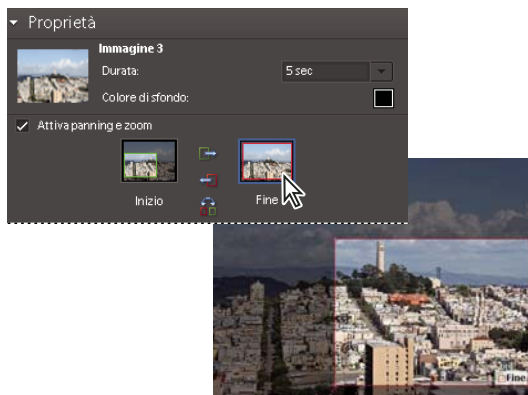 Proprietà
Immagine 3
Durata:
5 sec
Colore di sfondo:
Attiva panning e zoom
Inizio
Fine
Fine